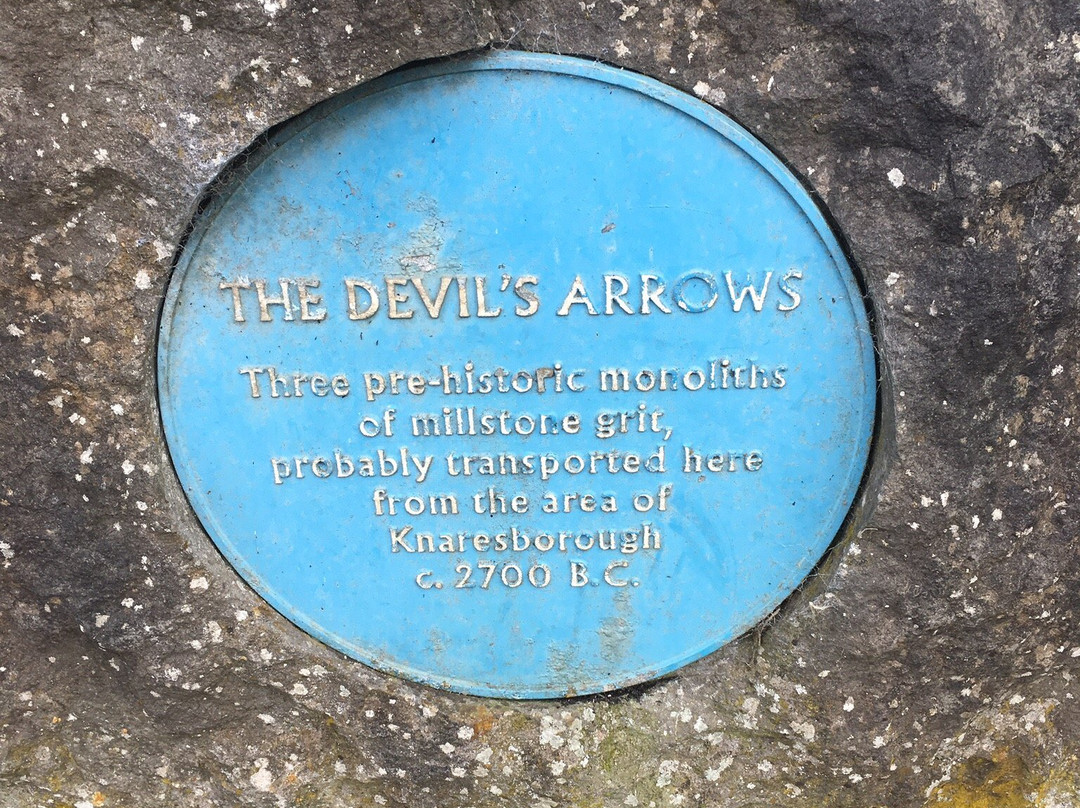 THE DEVIL'S ARROWS
Three pre-historic monoliths
of millstone grit,
probably transported here
from the area of
Knaresborough
c. 2700 B.C.